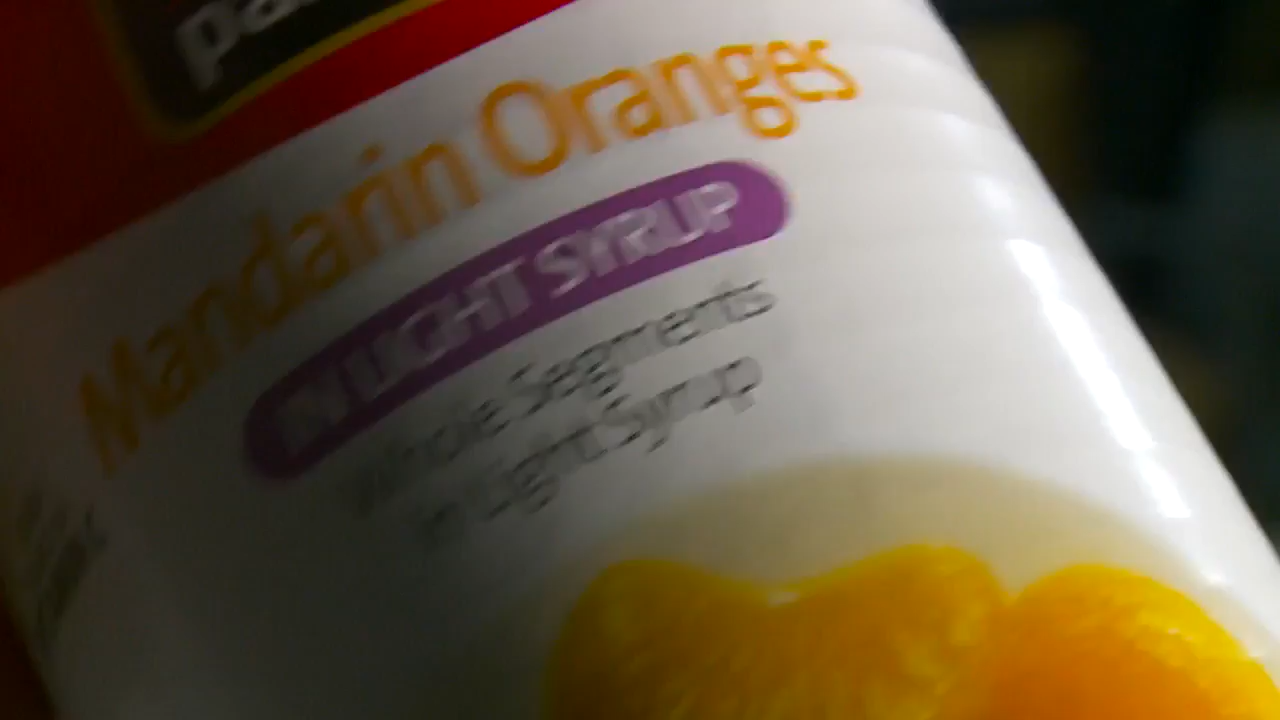 Mandarin Oranges
IN LIGHT SYRUP
Whole Segments
in Light Syrup